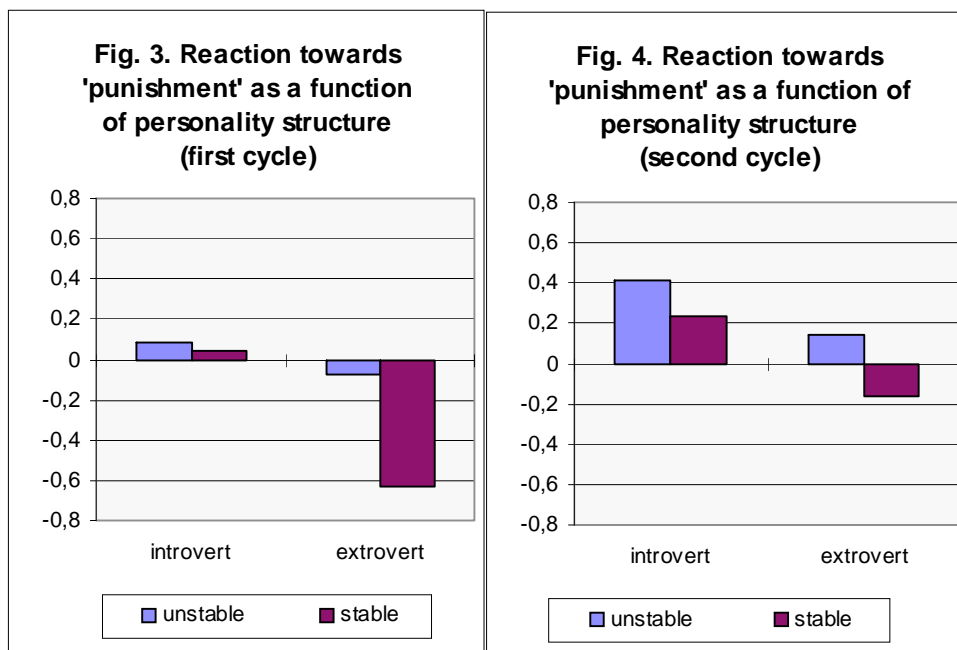 Fig. 3. Reaction towards
'punishment' as a function
of personality structure
(first cycle)
0,8
0,6
0,4
0,2
0
-0,2
-0,4
-0,6
-0,8
introvert extrovert
unstable stable
Fig. 4. Reaction towards
'punishment' as a function of
personality structure
(second cycle)
0,8
0,6
0,4
0,2
0
-0,2
-0,4
-0,6
-0,8
introvert extrovert
unstable stable